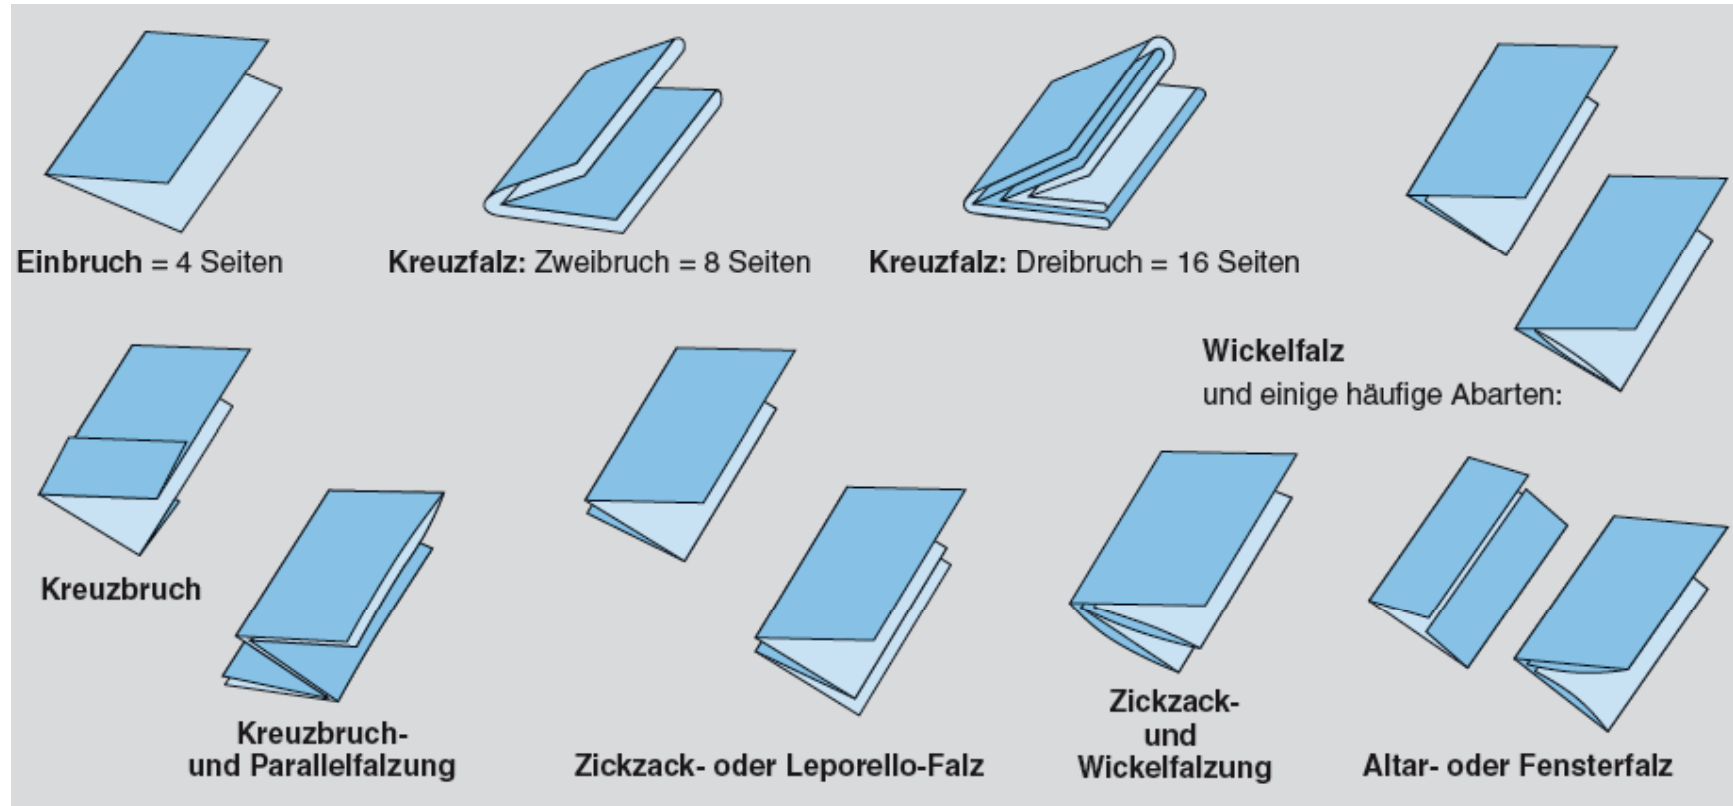 Einbruch = 4 Seiten
Kreuzfalz: Zweibruch = 8 Seiten
Kreuzfalz: Dreibruch = 16 Seiten
Wickelfalz
und einige häufige Abarten:
Kreuzbruch
Kreuzbruch-
und Parallelfalzung
Zickzack- oder Leporello-Falz
Zickzack-
und
Wickelfalzung
Altar- oder Fensterfalz